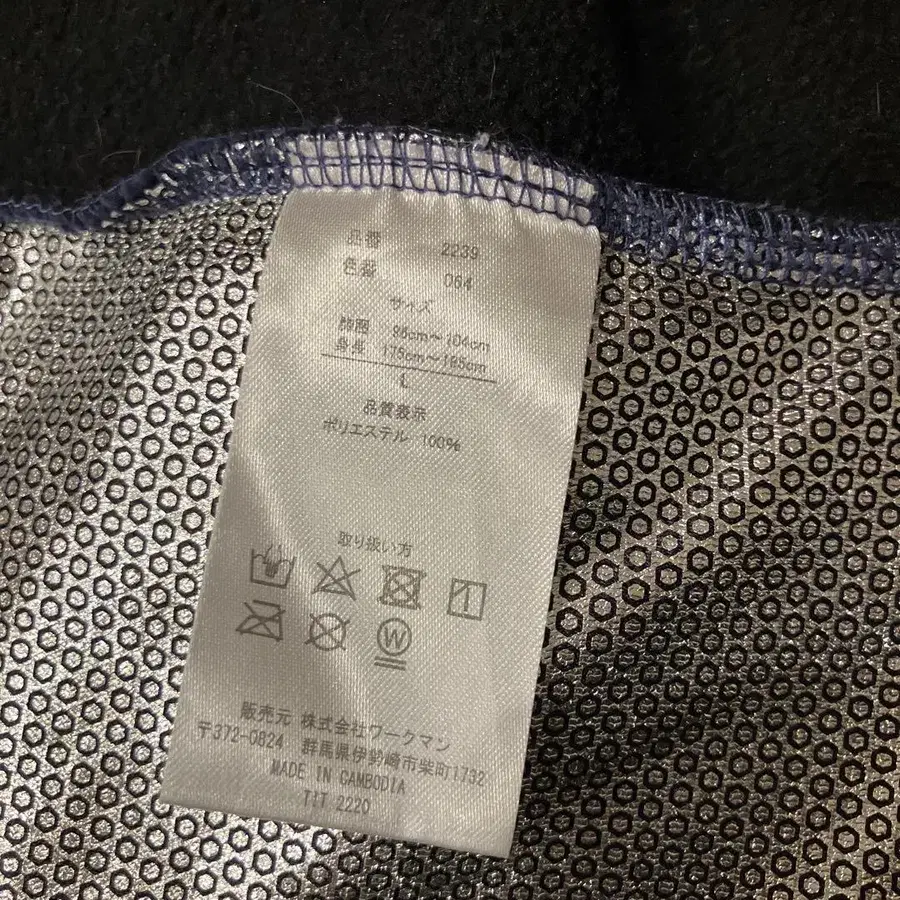 品番 2239
色番 064
サイズ
胸囲 96cm～104cm
身長 175cm～185cm
L
品質表示
ポリエステル 100%
取り扱い方
W
販売元 株式会社ワークマン
〒372-0824 群馬県伊勢崎市柴町1732
MADE IN CAMBODIA
TIT 2220